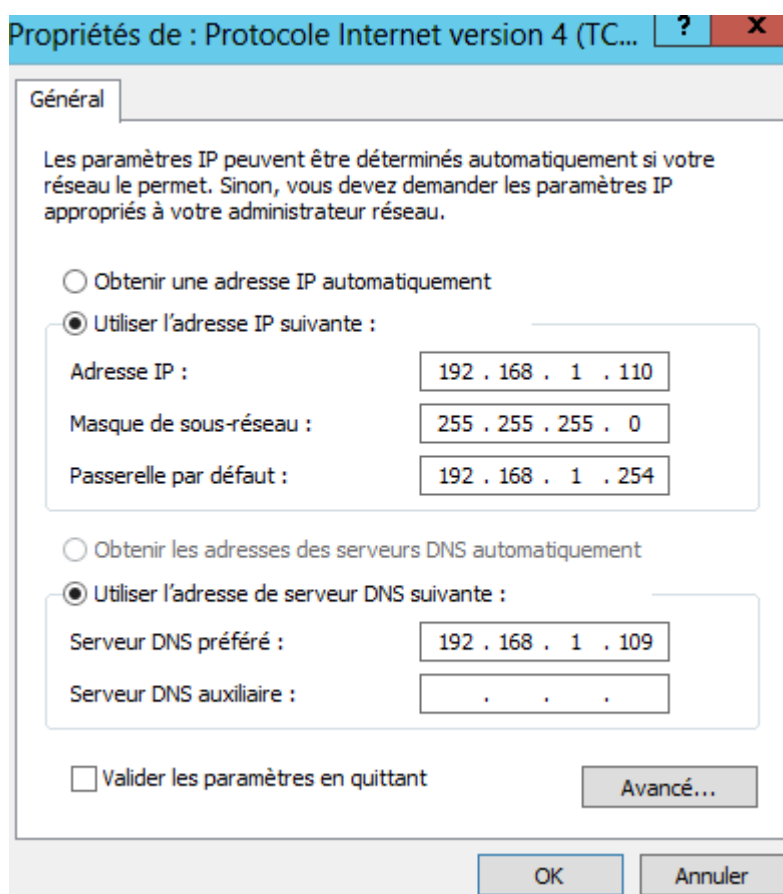 Propriétés de : Protocole Internet version 4 (TC... ? x
Général
Les paramètres IP peuvent être déterminés automatiquement si votre
réseau le permet. Sinon, vous devez demander les paramètres IP
appropriés à votre administrateur réseau.
Obtenir une adresse IP automatiquement
Utiliser l'adresse IP suivante :
Adresse IP : 192 . 168 . 1 . 110
Masque de sous-réseau : 255 . 255 . 255 . 0
Passerelle par défaut : 192 . 168 . 1 . 254
Obtenir les adresses des serveurs DNS automatiquement
Utiliser l'adresse de serveur DNS suivante :
Serveur DNS préféré : 192 . 168 . 1 . 109
Serveur DNS auxiliaire : . . .
Valider les paramètres en quittant
Avancé...
OK Annuler